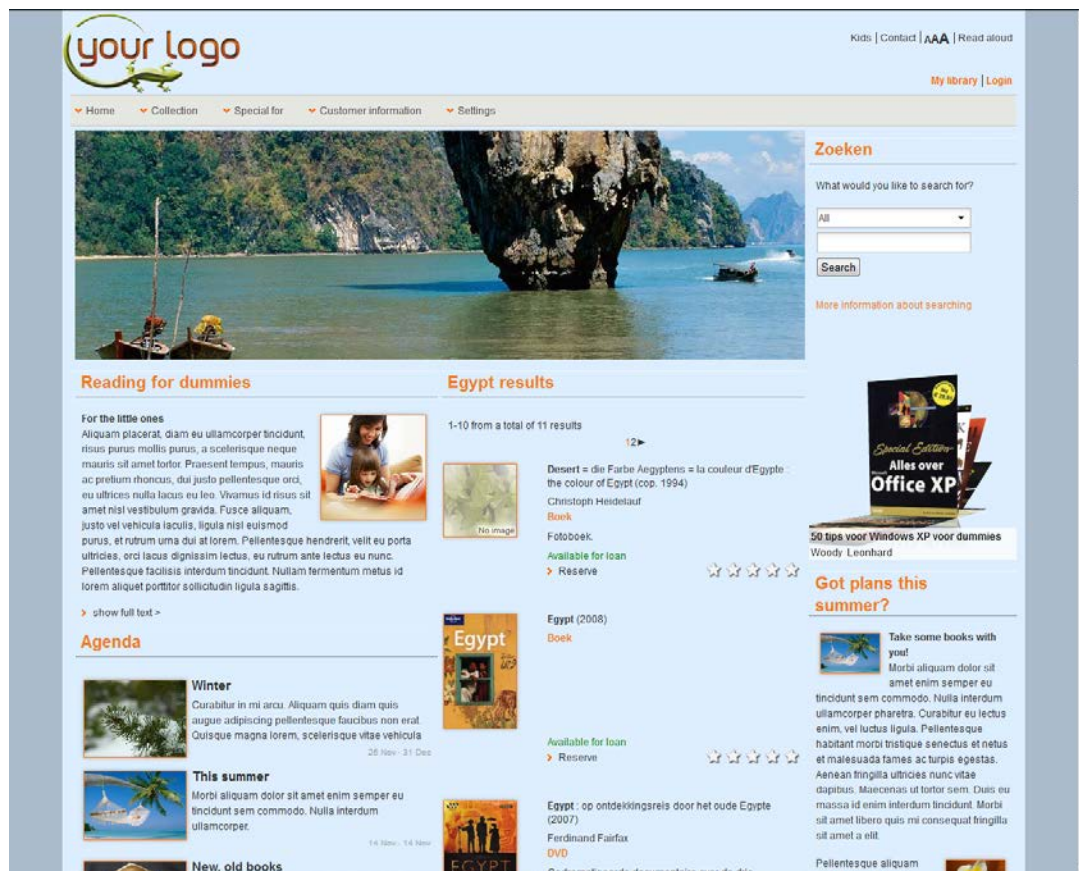 your logo
Kids | Contact | AAA | Read aloud
My library | Login
Home Collection Special for Customer information Settings
Zoeken
What would you like to search for?
All
Search
More information about searching
Reading for dummies
For the little ones
Aliquam placerat, diam eu ullamcorper tincidunt,
risus purus mollis purus, a scelerisque neque
mauris sit amet tortor. Praesent tempus, mauris
ac pretium rhoncus, dui justo pellentesque orci,
eu ultrices nulla lacus eu leo. Vivamus id risus sit
amet nisl vestibulum gravida. Fusce aliquam,
justo vel vehicula iaculis, ligula nisl euismod
purus, et rutrum urna dui at lorem. Pellentesque hendrerit, velit eu porta
ultricies, orci lacus dignissim lectus, eu rutrum ante lectus eu nunc.
Pellentesque facilisis interdum tincidunt. Nullam fermentum metus id
lorem aliquet porttitor sollicitudin ligula sagittis.
show full text >
Agenda
Winter
Curabitur in mi arcu. Aliquam quis diam quis
augue adipiscing pellentesque faucibus non erat.
Quisque magna lorem, scelerisque vitae vehicula
26 Nov - 31 Dec
This summer
Morbi aliquam dolor sit amet enim semper eu
tincidunt sem commodo. Nulla interdum
ullamcorper.
14 Nov - 14 Nov
New, old books
Egypt results
1-10 from a total of 11 results
12
No image
Desert = die Farbe Aegyptens = la couleur d'Egypte :
the colour of Egypt (cop. 1994)
Christoph Heidelauf
Boek
Fotoboek.
Available for loan
Reserve
Egypt
Egypt (2008)
Boek
Available for loan
Reserve
EGYPT
Egypt : op ontdekkingsreis door het oude Egypte
(2007)
Ferdinand Fairfax
DVD
Special Edition
Alles over
Microsoft
Office XP
50 tips voor Windows XP voor dummies
Woody Leonhard
Got plans this
summer?
Take some books with
you!
Morbi aliquam dolor sit
amet enim semper eu
tincidunt sem commodo. Nulla interdum
ullamcorper pharetra. Curabitur eu lectus
enim, vel luctus ligula. Pellentesque
habitant morbi tristique senectus et netus
et malesuada fames ac turpis egestas.
Aenean fringilla ultricies nunc vitae
dapibus. Maecenas ut tortor sem. Duis eu
massa id enim interdum tincidunt. Morbi
sit amet libero quis mi consequat fringilla
sit amet a elit.
Pellentesque aliquam